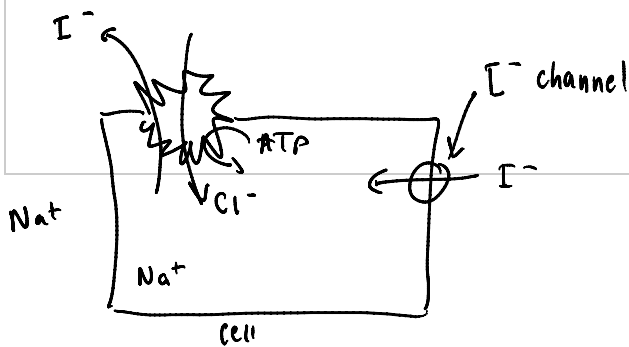 I⁻
I⁻ channel
ATP
I⁻
Cl⁻
Na⁺
Na⁺
cell